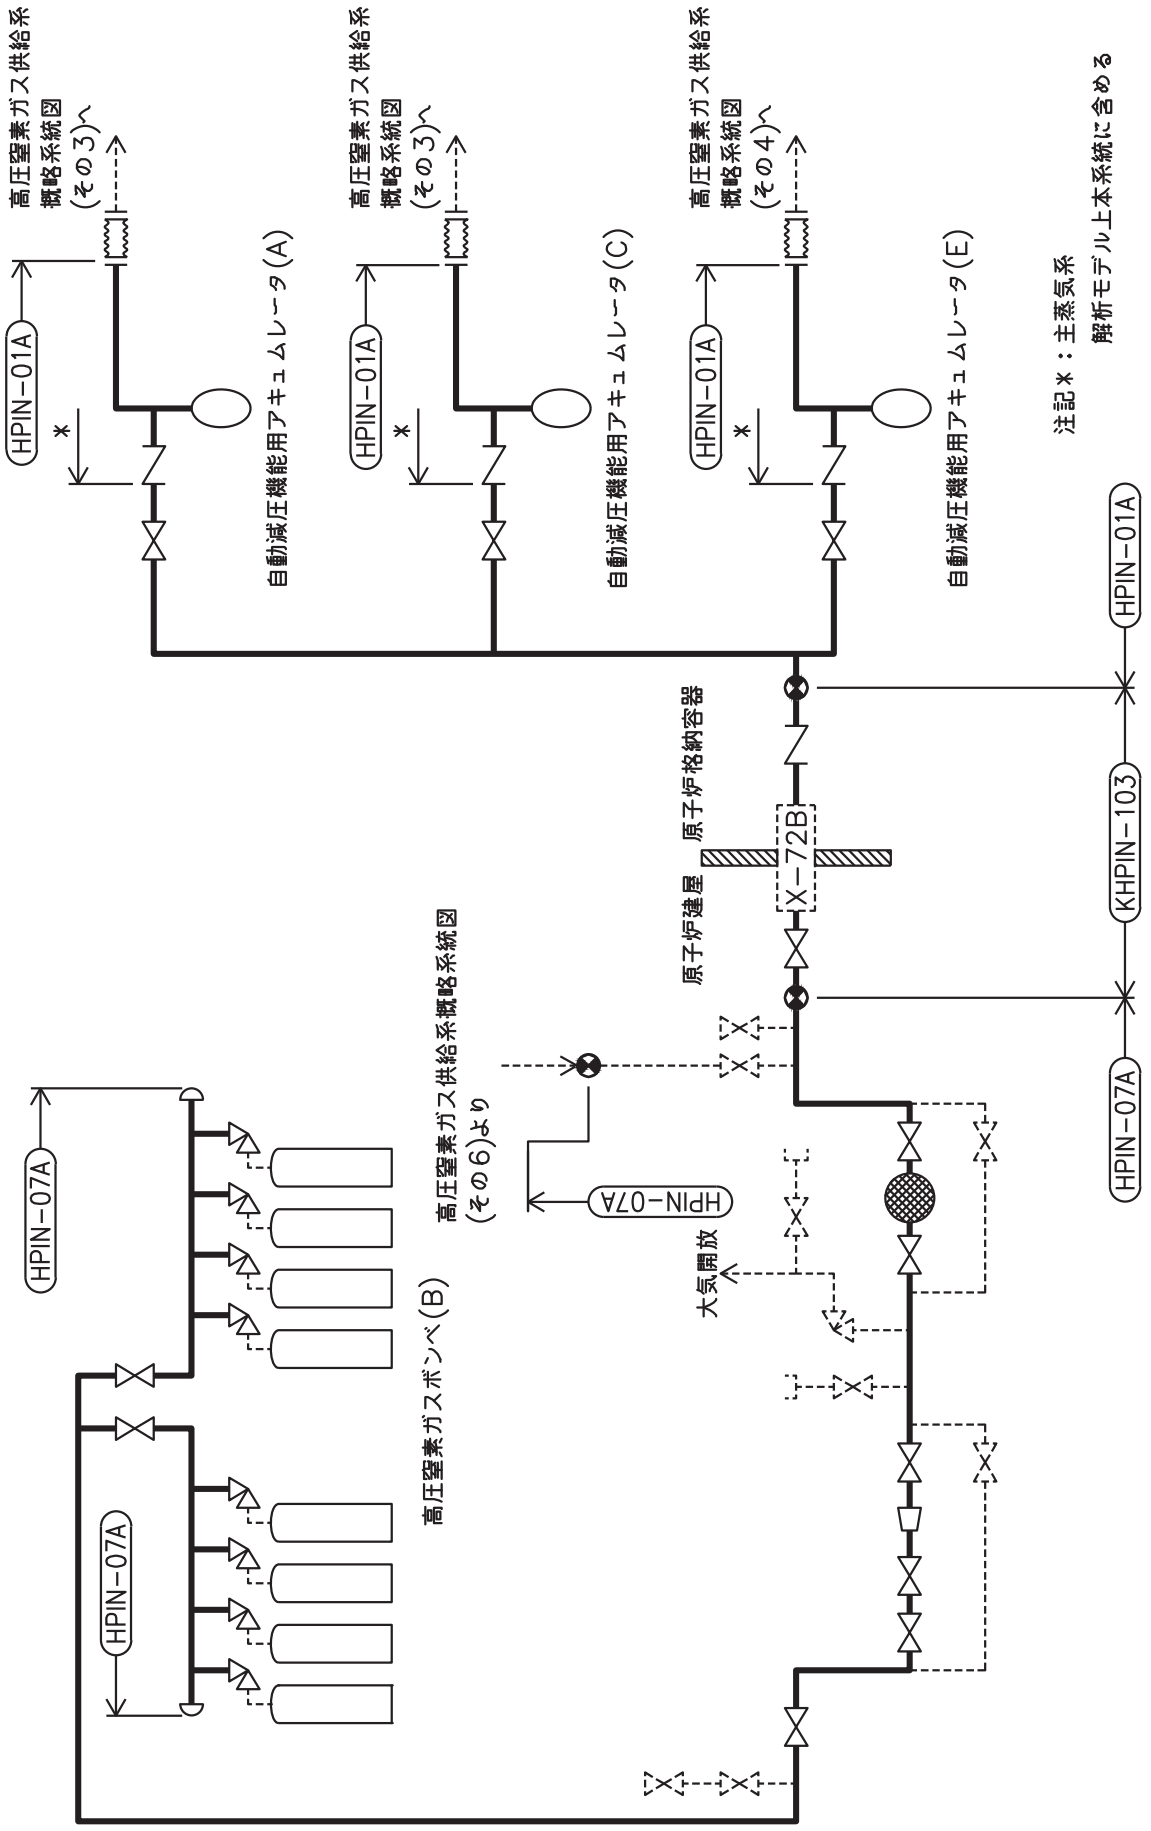 高圧窒素ガス供給系
概略系統図
(その3)へ
HPIN-01A
*
自動減圧機能用アキュムレータ(A)
高圧窒素ガス供給系
概略系統図
(その3)へ
HPIN-01A
*
自動減圧機能用アキュムレータ(C)
高圧窒素ガス供給系
概略系統図
(その4)へ
HPIN-01A
*
自動減圧機能用アキュムレータ(E)
注記*:主蒸気系
解析モデル上本系統に含める
HPIN-07A
HPIN-07A
高圧窒素ガスボンベ(B)
高圧窒素ガス供給系概略系統図
(その6)より
HPIN-07A
大気開放
原子炉建屋
原子炉格納容器
X-72B
HPIN-07A
KHPIN-103
HPIN-01A